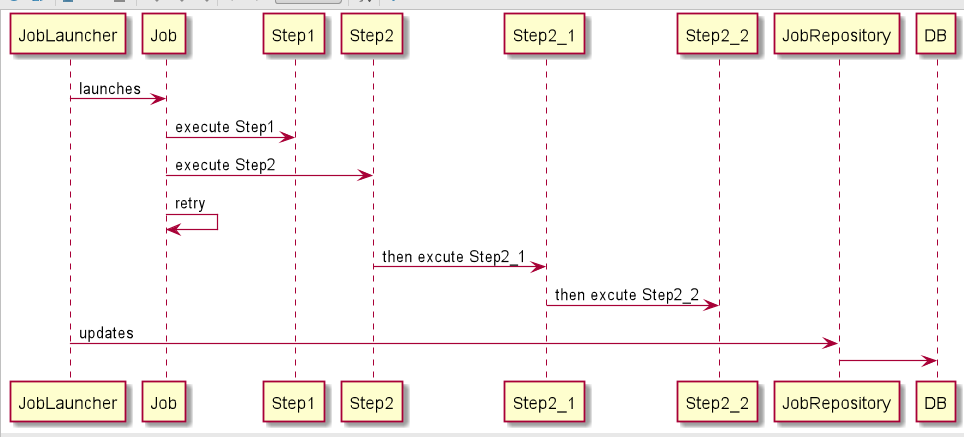 JobLauncher Job Step1 Step2 Step2_1 Step2_2 JobRepository DB
launches
execute Step1
execute Step2
retry
then excute Step2_1
then excute Step2_2
updates
JobLauncher Job Step1 Step2 Step2_1 Step2_2 JobRepository DB